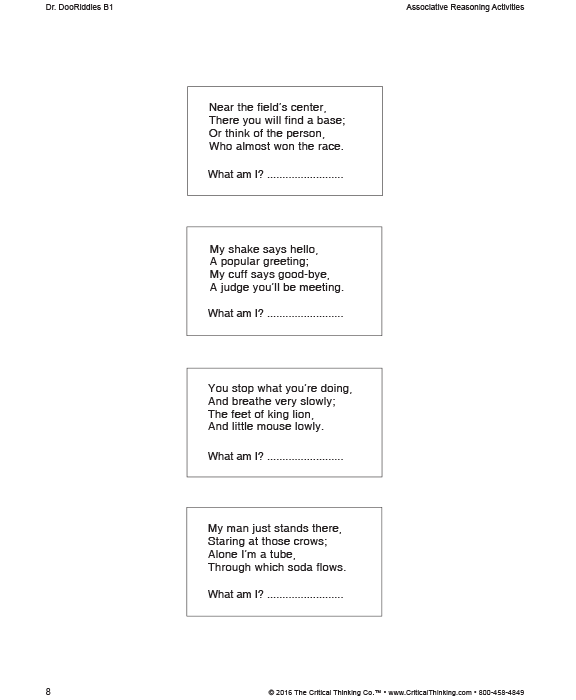 Dr. DooRiddles B1
Associative Reasoning Activities
Near the field's center,
There you will find a base;
Or think of the person,
Who almost won the race.
What am I? .........................
My shake says hello,
A popular greeting;
My cuff says good-bye,
A judge you'll be meeting.
What am I? .........................
You stop what you're doing,
And breathe very slowly;
The feet of king lion,
And little mouse lowly.
What am I? .........................
My man just stands there,
Staring at those crows;
Alone I'm a tube,
Through which soda flows.
What am I? .........................
8
© 2016 The Critical Thinking Co.™ • www.CriticalThinking.com • 800-458-4849